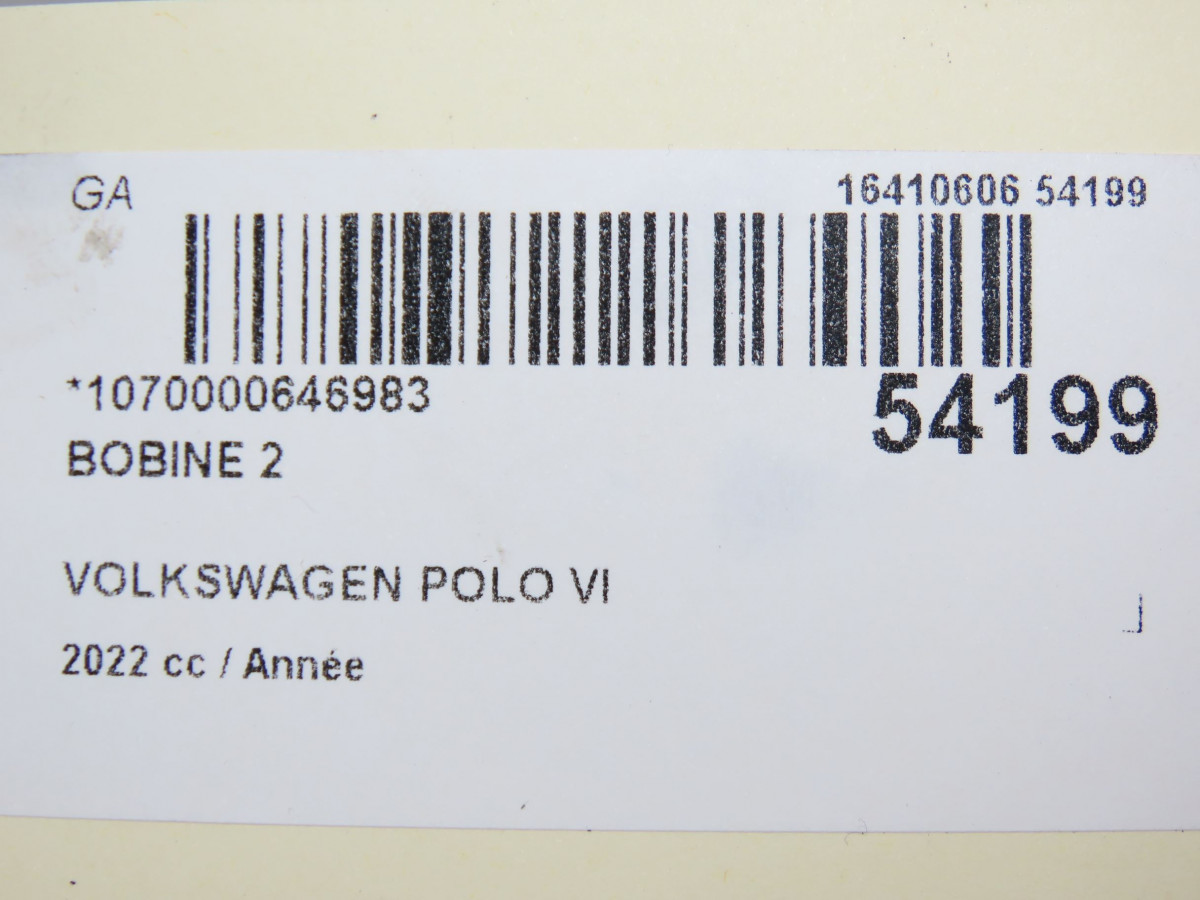 GA
16410606 54199
*1070000646983
54199
BOBINE 2
VOLKSWAGEN POLO VI
2022 cc / Année